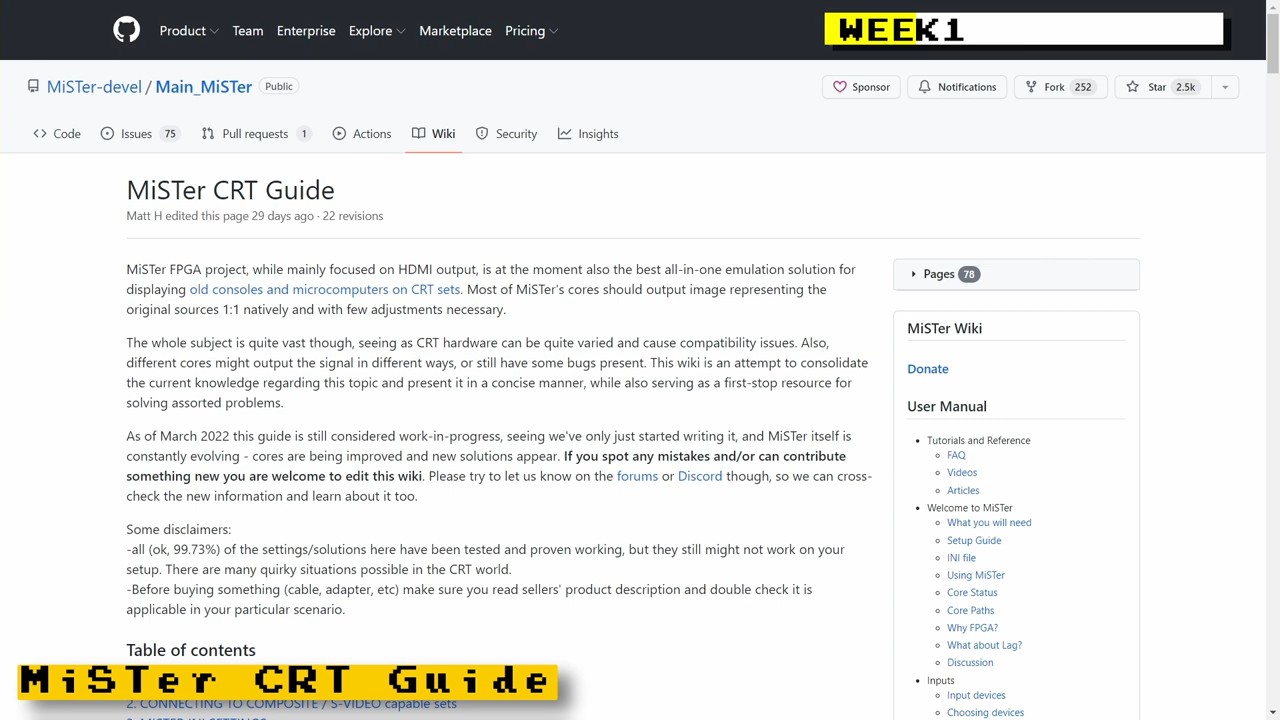 Product Team Enterprise Explore Marketplace Pricing
WEEK1
MiSTer-devel / Main_MiSTer Public
Sponsor Notifications Fork 252 Star 2.5k
Code Issues 75 Pull requests 1 Actions Wiki Security Insights
MiSTer CRT Guide
Matt H edited this page 29 days ago · 22 revisions
MiSTer FPGA project, while mainly focused on HDMI output, is at the moment also the best all-in-one emulation solution for
displaying old consoles and microcomputers on CRT sets. Most of MiSTer's cores should output image representing the
original sources 1:1 natively and with few adjustments necessary.
The whole subject is quite vast though, seeing as CRT hardware can be quite varied and cause compatibility issues. Also,
different cores might output the signal in different ways, or still have some bugs present. This wiki is an attempt to consolidate
the current knowledge regarding this topic and present it in a concise manner, while also serving as a first-stop resource for
solving assorted problems.
As of March 2022 this guide is still considered work-in-progress, seeing we've only just started writing it, and MiSTer itself is
constantly evolving - cores are being improved and new solutions appear. If you spot any mistakes and/or can contribute
something new you are welcome to edit this wiki. Please try to let us know on the forums or Discord though, so we can cross-
check the new information and learn about it too.
Some disclaimers:
-all (ok, 99.73%) of the settings/solutions here have been tested and proven working, but they still might not work on your
setup. There are many quirky situations possible in the CRT world.
-Before buying something (cable, adapter, etc) make sure you read sellers' product description and double check it is
applicable in your particular scenario.
Table of contents
MiSTer CRT Guide
2. CONNECTING TO COMPOSITE / S-VIDEO capable sets
Pages 78
MiSTer Wiki
Donate
User Manual
Tutorials and Reference
FAQ
Videos
Articles
Welcome to MiSTer
What you will need
Setup Guide
INI file
Using MiSTer
Core Status
Core Paths
Why FPGA?
What about Lag?
Discussion
Inputs
Input devices
Choosing devices